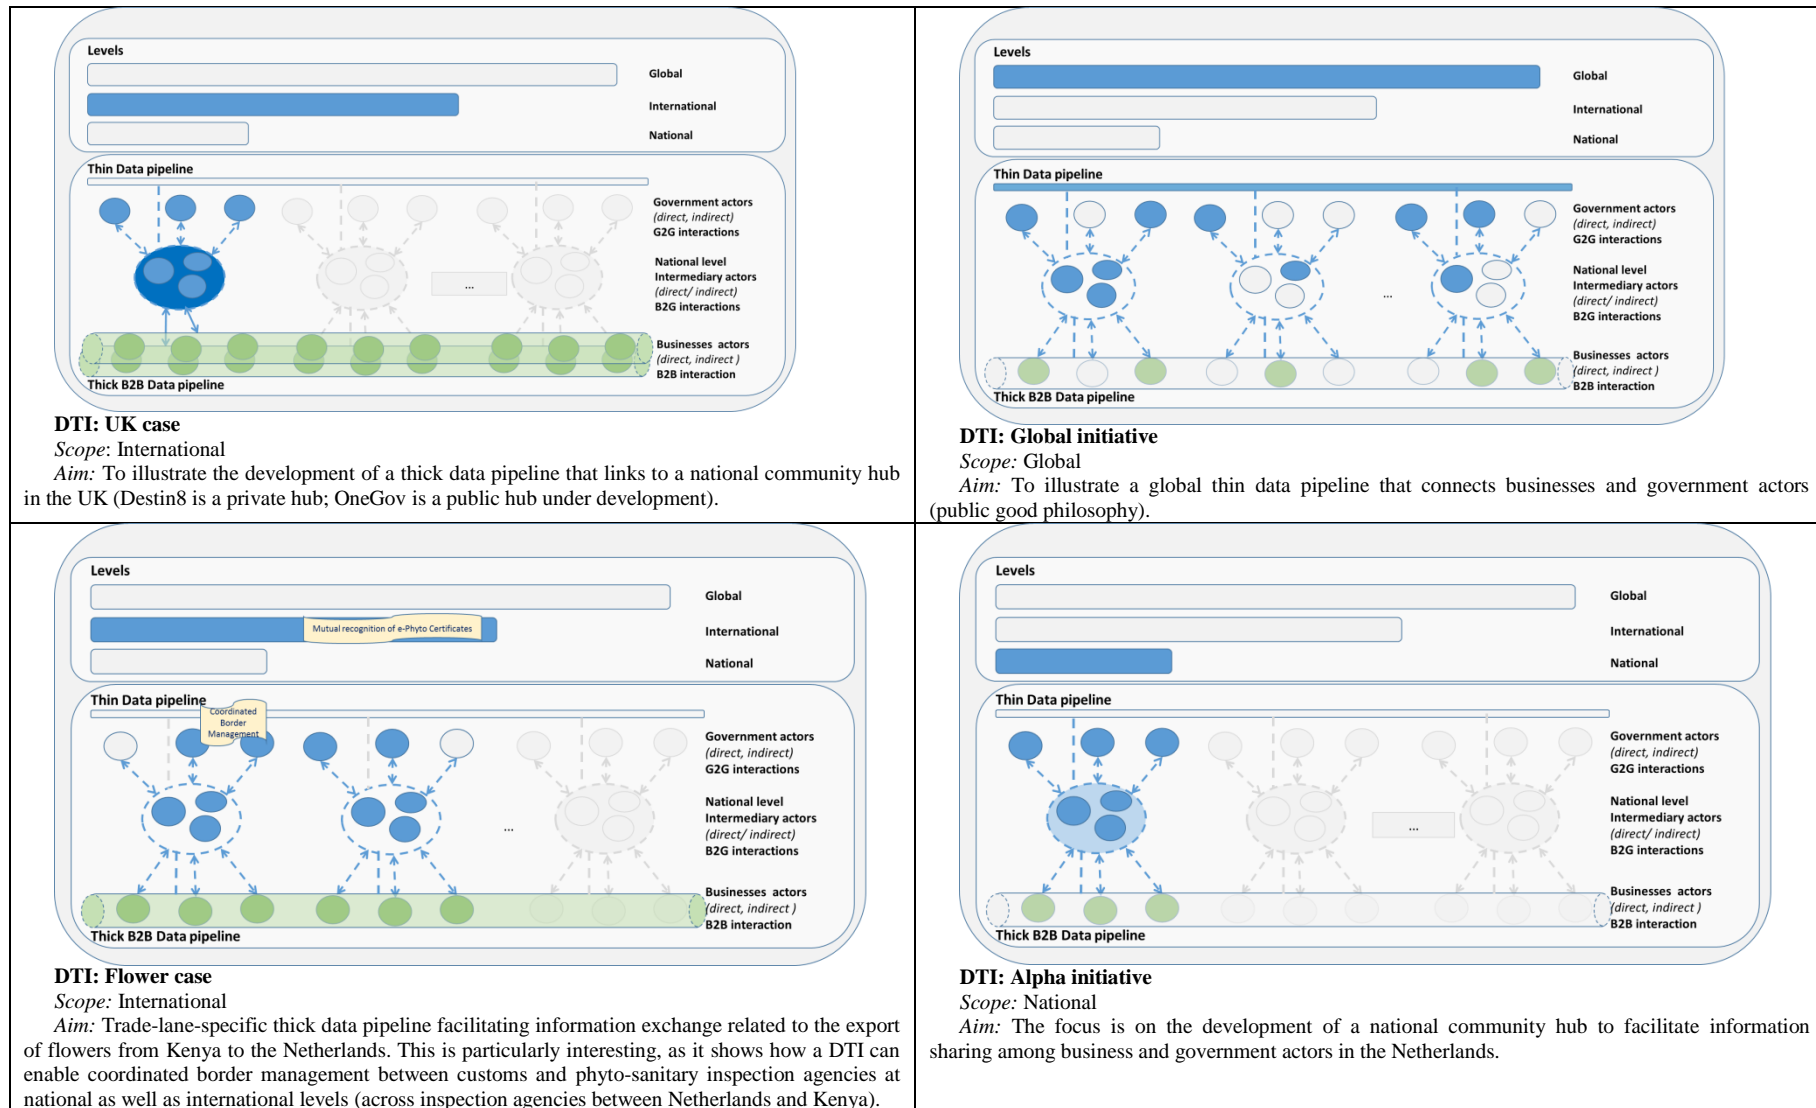 Levels
Global
International
National
Thin Data pipeline
Government actors
(direct, indirect)
G2G interactions
National level
Intermediary actors
(direct/ indirect)
B2G interactions
...
Businesses actors
(direct, indirect )
B2B interaction
Thick B2B Data pipeline
DTI: UK case
Scope: International
Aim: To illustrate the development of a thick data pipeline that links to a national community hub
in the UK (Destin8 is a private hub; OneGov is a public hub under development).
Levels
Global
International
National
Thin Data pipeline
Government actors
(direct, indirect)
G2G interactions
National level
Intermediary actors
(direct/ indirect)
B2G interactions
...
Businesses actors
(direct, indirect )
B2B interaction
Thick B2B Data pipeline
DTI: Global initiative
Scope: Global
Aim: To illustrate a global thin data pipeline that connects businesses and government actors
(public good philosophy).
Levels
Global
Mutual recognition of e-Phyto Certificates
International
National
Thin Data pipeline
Coordinated
Border
Management
Government actors
(direct, indirect)
G2G interactions
National level
Intermediary actors
(direct/ indirect)
B2G interactions
...
Businesses actors
(direct, indirect )
B2B interaction
Thick B2B Data pipeline
DTI: Flower case
Scope: International
Aim: Trade-lane-specific thick data pipeline facilitating information exchange related to the export
of flowers from Kenya to the Netherlands. This is particularly interesting, as it shows how a DTI can
enable coordinated border management between customs and phyto-sanitary inspection agencies at
national as well as international levels (across inspection agencies between Netherlands and Kenya).
Levels
Global
International
National
Thin Data pipeline
Government actors
(direct, indirect)
G2G interactions
National level
Intermediary actors
(direct/ indirect)
B2G interactions
...
Businesses actors
(direct, indirect )
B2B interaction
Thick B2B Data pipeline
DTI: Alpha initiative
Scope: National
Aim: The focus is on the development of a national community hub to facilitate information
sharing among business and government actors in the Netherlands.